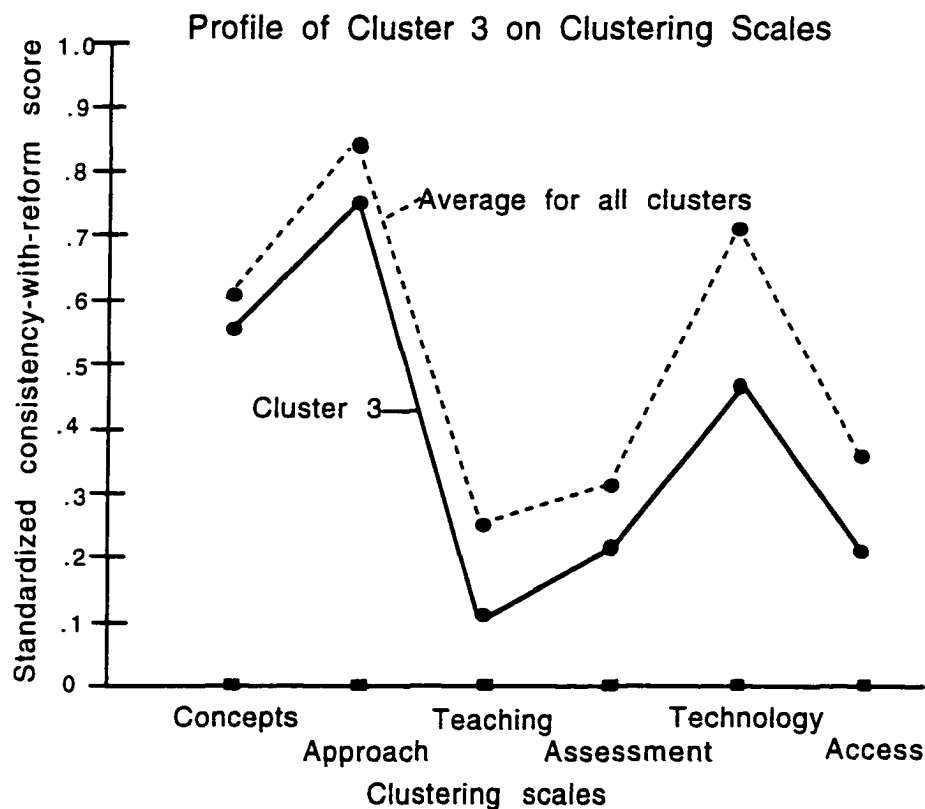 Profile of Cluster 3 on Clustering Scales
Standardized consistency-with-reform score
1.0
.9
.8
.7
.6
.5
.4
.3
.2
.1
0
Average for all clusters
Cluster 3
Concepts
Approach
Teaching
Assessment
Technology
Access
Clustering scales